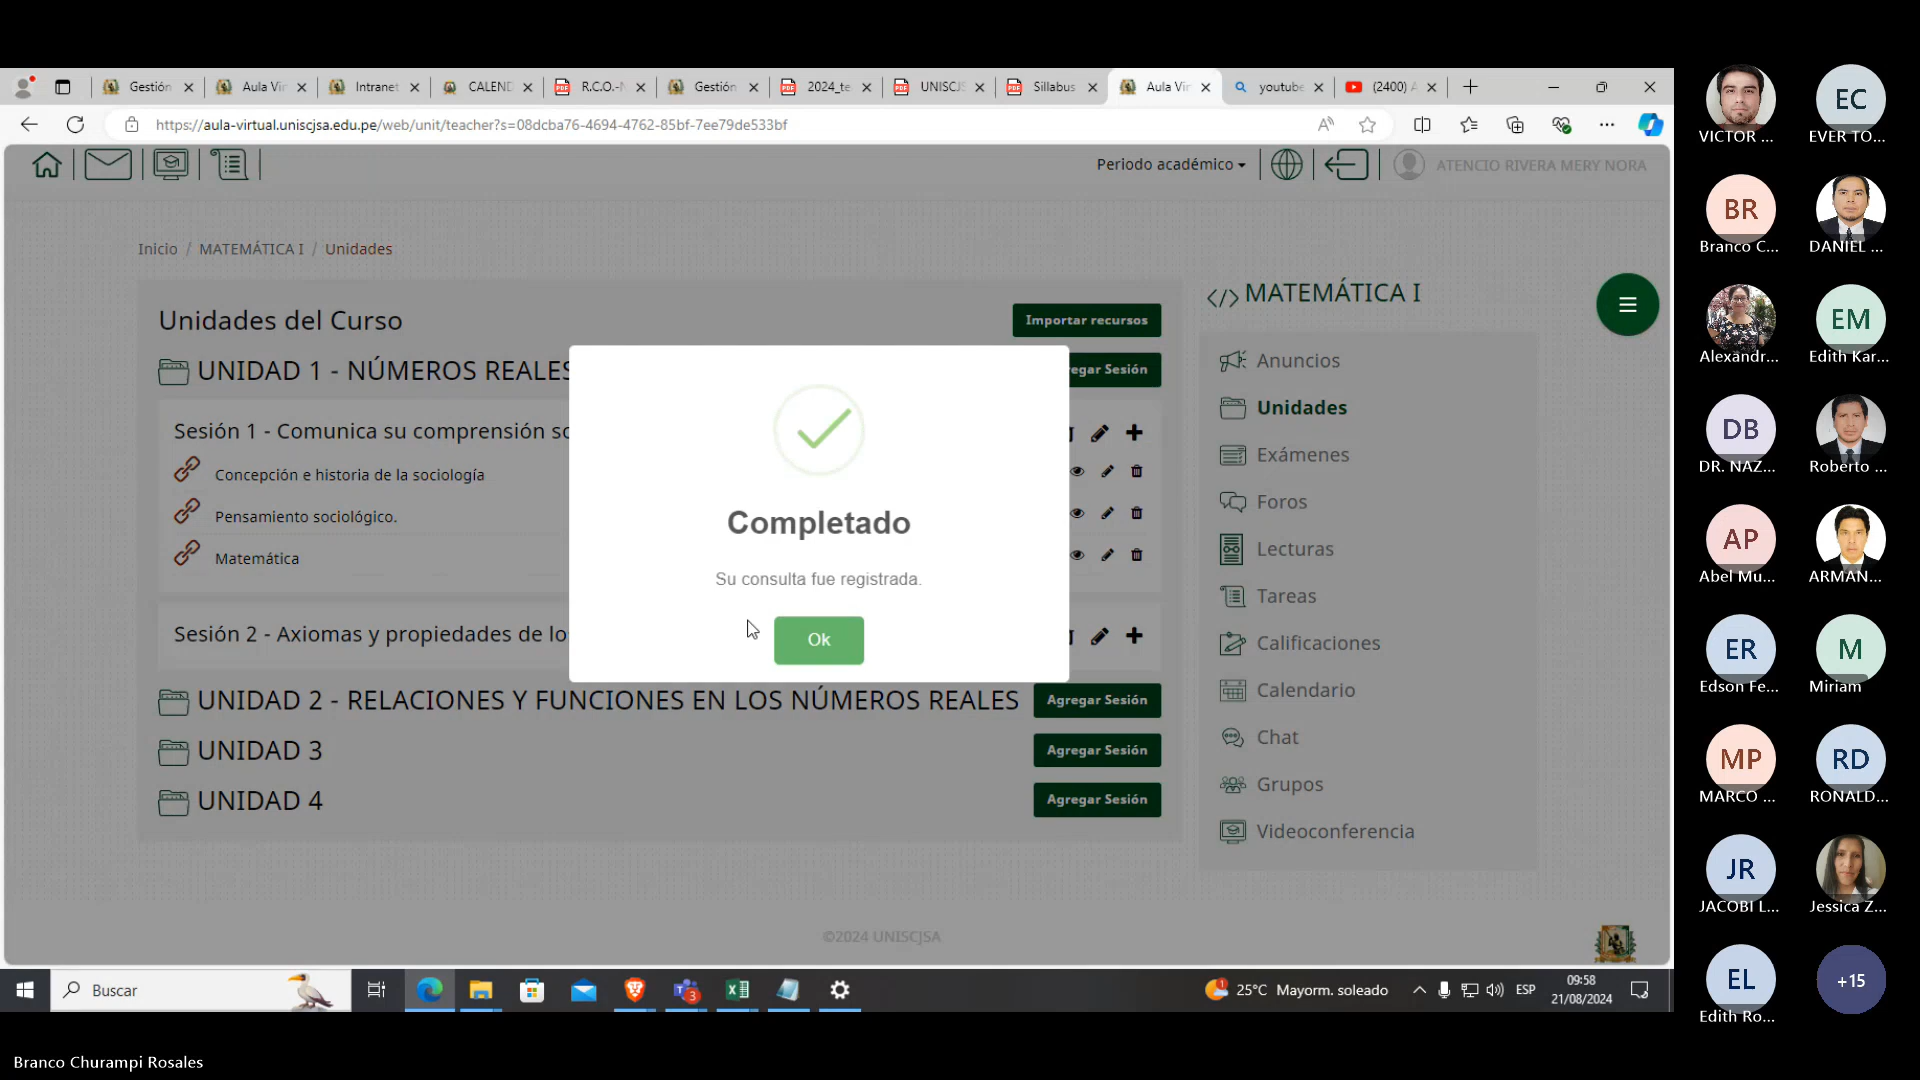 Gestión
Aula Vir
Intranet
CALEND
R.C.O.-
Gestión
2024_te
UNISCJS
Sillabus
Aula Vir
youtube
(2400)
https://aula-virtual.uniscjsa.edu.pe/web/unit/teacher?s=08dcba76-4694-4762-85bf-7ee79de533bf
Periodo académico
ATENCIO RIVERA MERY NORA
Inicio / MATEMÁTICA I / Unidades
Unidades del Curso
Importar recursos
UNIDAD 1 - NÚMEROS REALES
egar Sesión
Sesión 1 - Comunica su comprensión so
Concepción e historia de la sociología
Pensamiento sociológico.
Matemática
Sesión 2 - Axiomas y propiedades de lo
UNIDAD 2 - RELACIONES Y FUNCIONES EN LOS NÚMEROS REALES
Agregar Sesión
UNIDAD 3
Agregar Sesión
UNIDAD 4
Agregar Sesión
Completado
Su consulta fue registrada.
Ok
</> MATEMÁTICA I
Anuncios
Unidades
Exámenes
Foros
Lecturas
Tareas
Calificaciones
Calendario
Chat
Grupos
Videoconferencia
©2024 UNISCJSA
Buscar
3
1
25°C Mayorm. soleado
ESP
09:58
21/08/2024
VICTOR ...
EC
EVER TO...
BR
Branco C...
DANIEL ...
Alexandr...
EM
Edith Kar...
DB
DR. NAZ...
Roberto ...
AP
Abel Mu...
ARMAN...
ER
Edson Fe...
M
Miriam
MP
MARCO ...
RD
RONALD...
JR
JACOBI L...
Jessica Z...
EL
Edith Ro...
+15
Branco Churampi Rosales